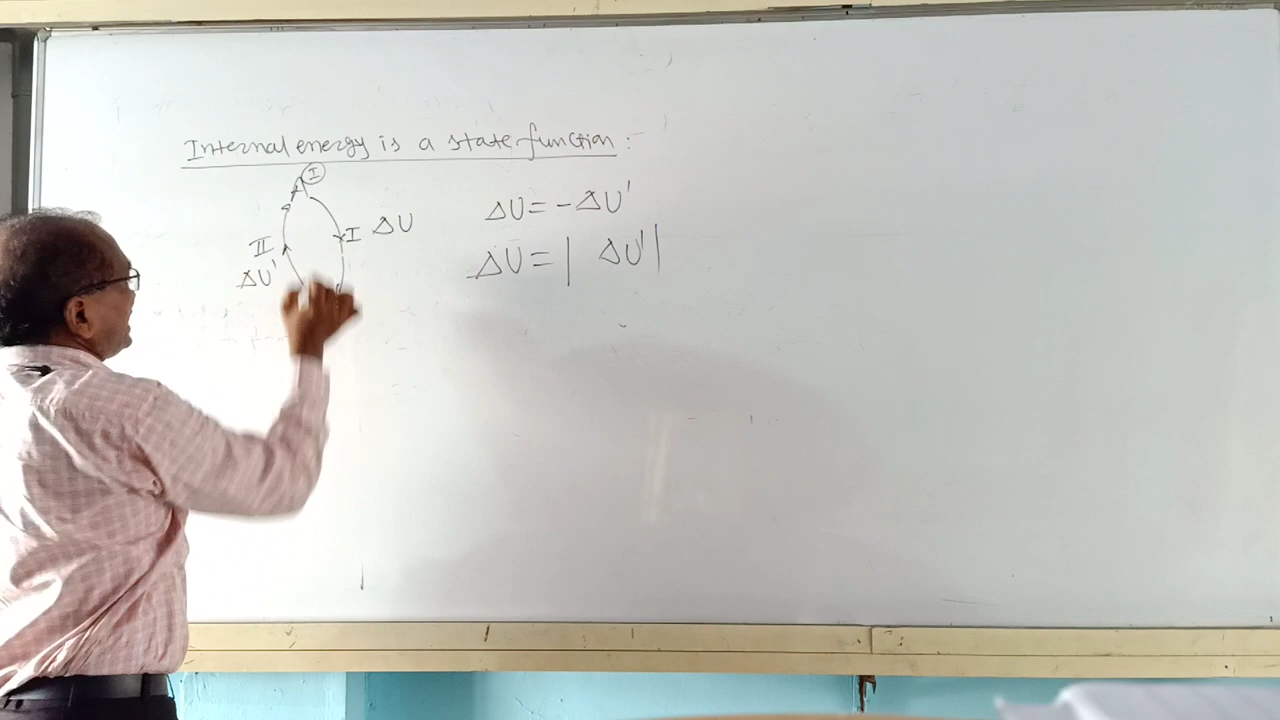 Internal energy is a state function :-
A I
I ΔU
II
ΔU'
ΔU = - ΔU'
ΔU = | ΔU' |